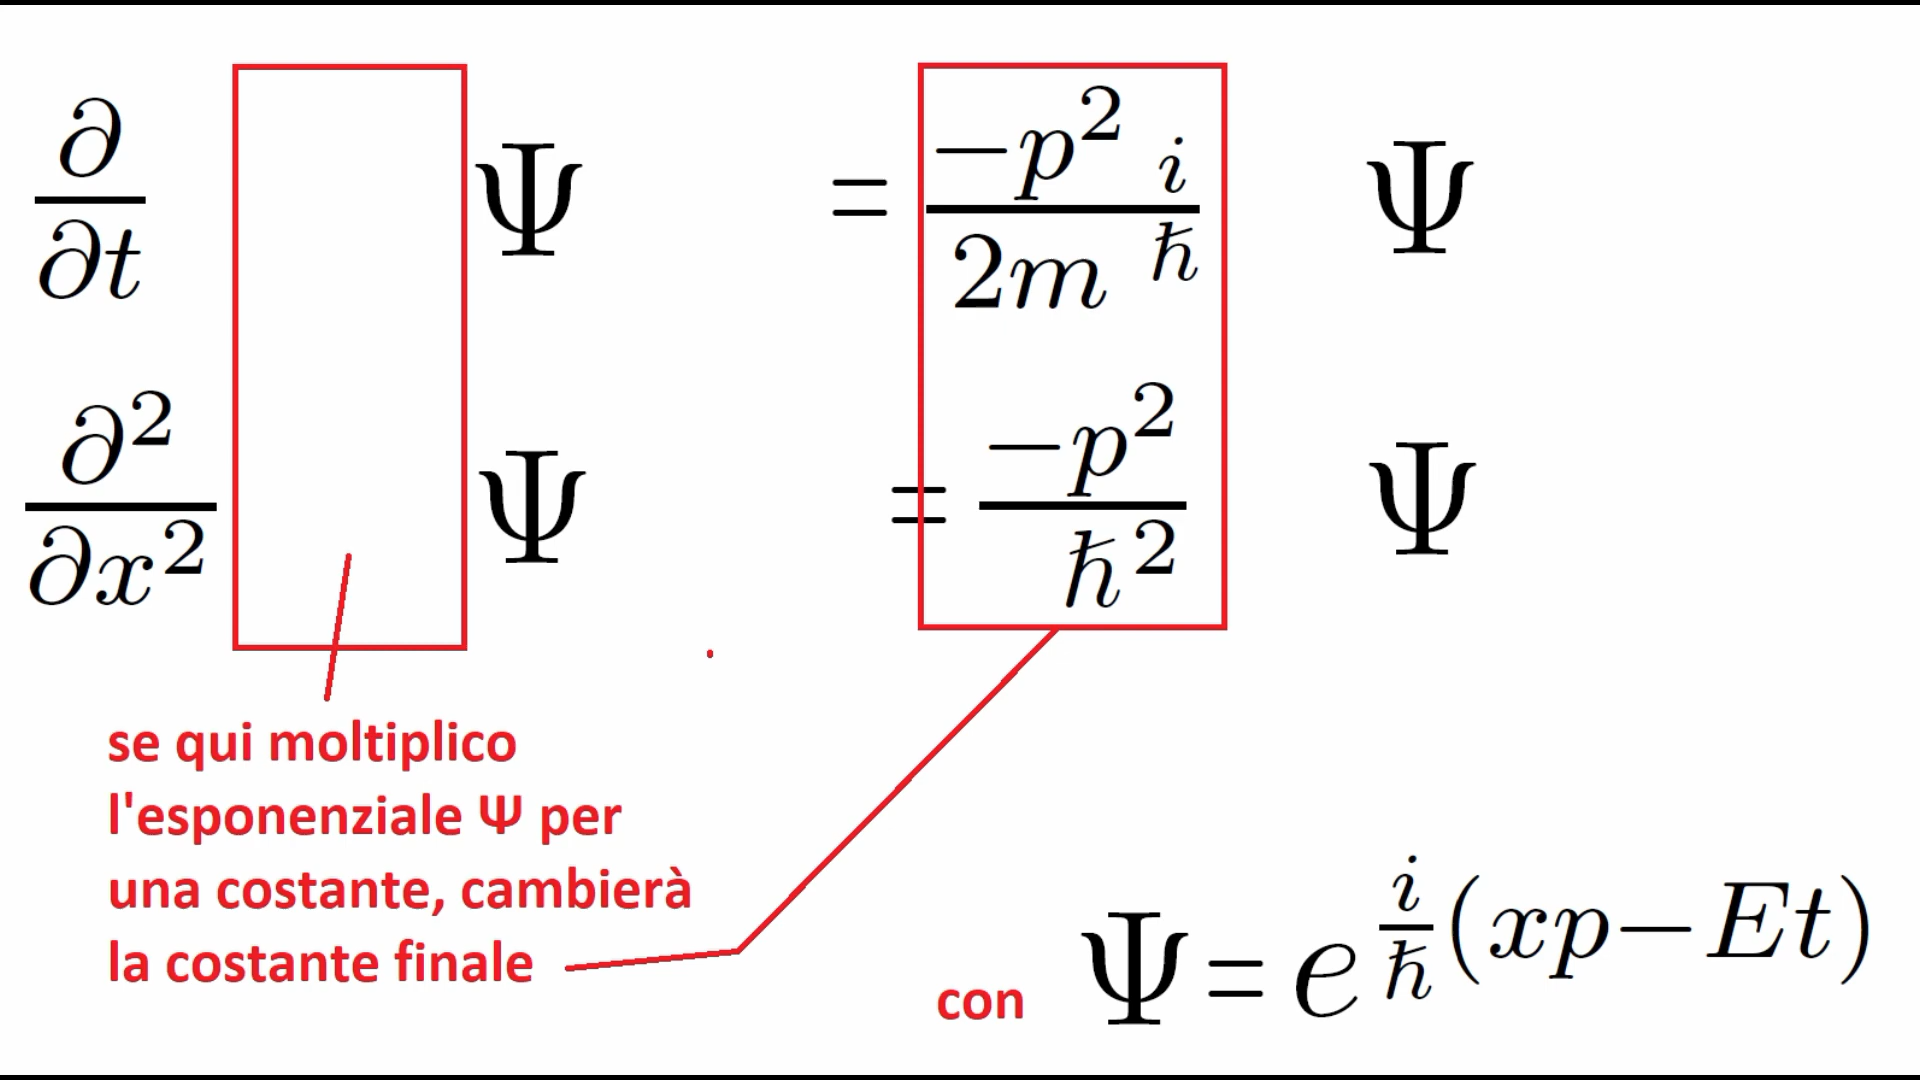 ∂/∂t Ψ = −p² i / 2m ħ Ψ
∂²/∂x² Ψ = −p² / ħ² Ψ
se qui moltiplico
l'esponenziale Ψ per
una costante, cambierà
la costante finale
con Ψ = e^{i/ħ (xp−Et)}